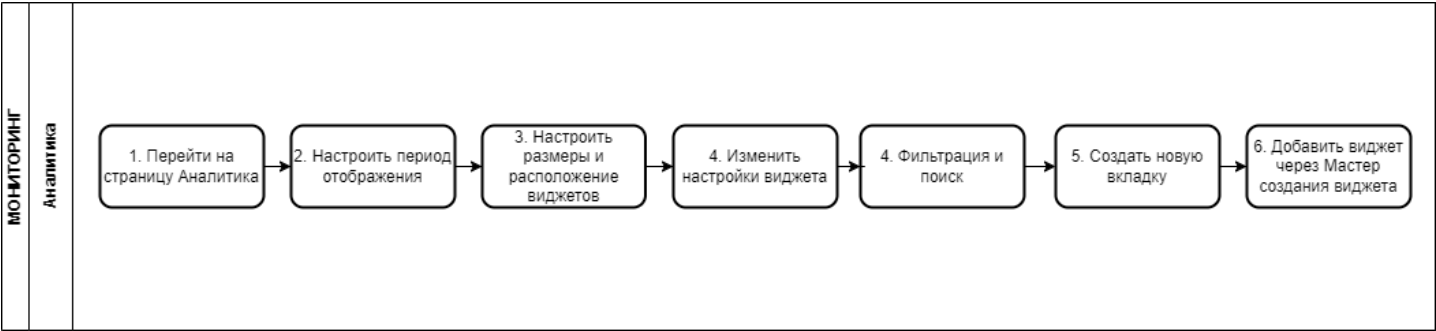 МОНИТОРИНГ
Аналитика
1. Перейти на
страницу Аналитика
2. Настроить период
отображения
3. Настроить
размеры и
расположение
виджетов
4. Изменить
настройки виджета
4. Фильтрация и
поиск
5. Создать новую
вкладку
6. Добавить виджет
через Мастер
создания виджета